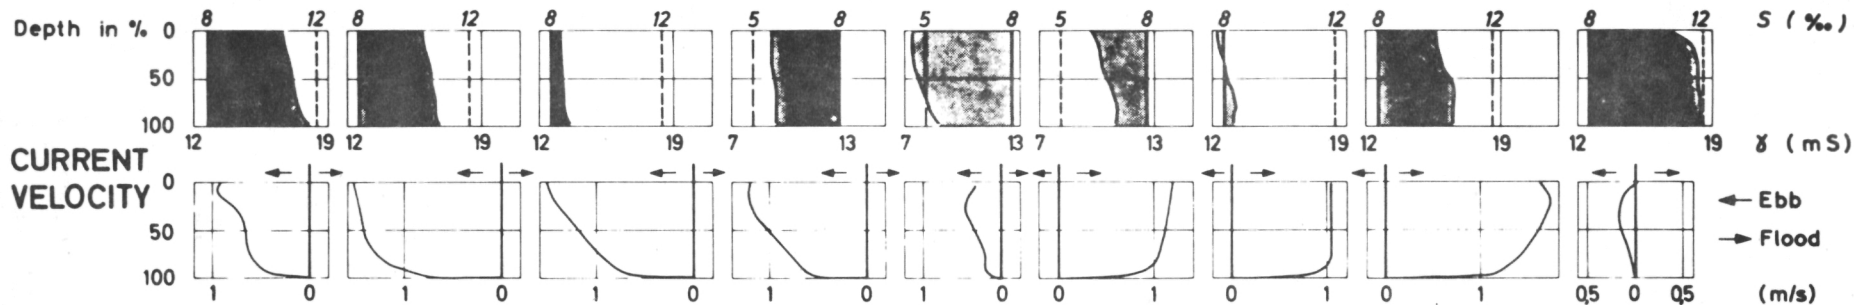 8 12 8 12 8 12 5 8 5 8 5 8 8 12 8 12 8 12 S (‰)
Depth in % 0
50
100
12 19 12 19 12 19 7 13 7 13 7 13 12 19 12 19 12 19 ɣ (mS)
CURRENT
VELOCITY
0
50
100
← Ebb
→ Flood
1 0 1 0 1 0 1 0 1 0 0 1 0 1 0 1 0,5 0 0,5 (m/s)